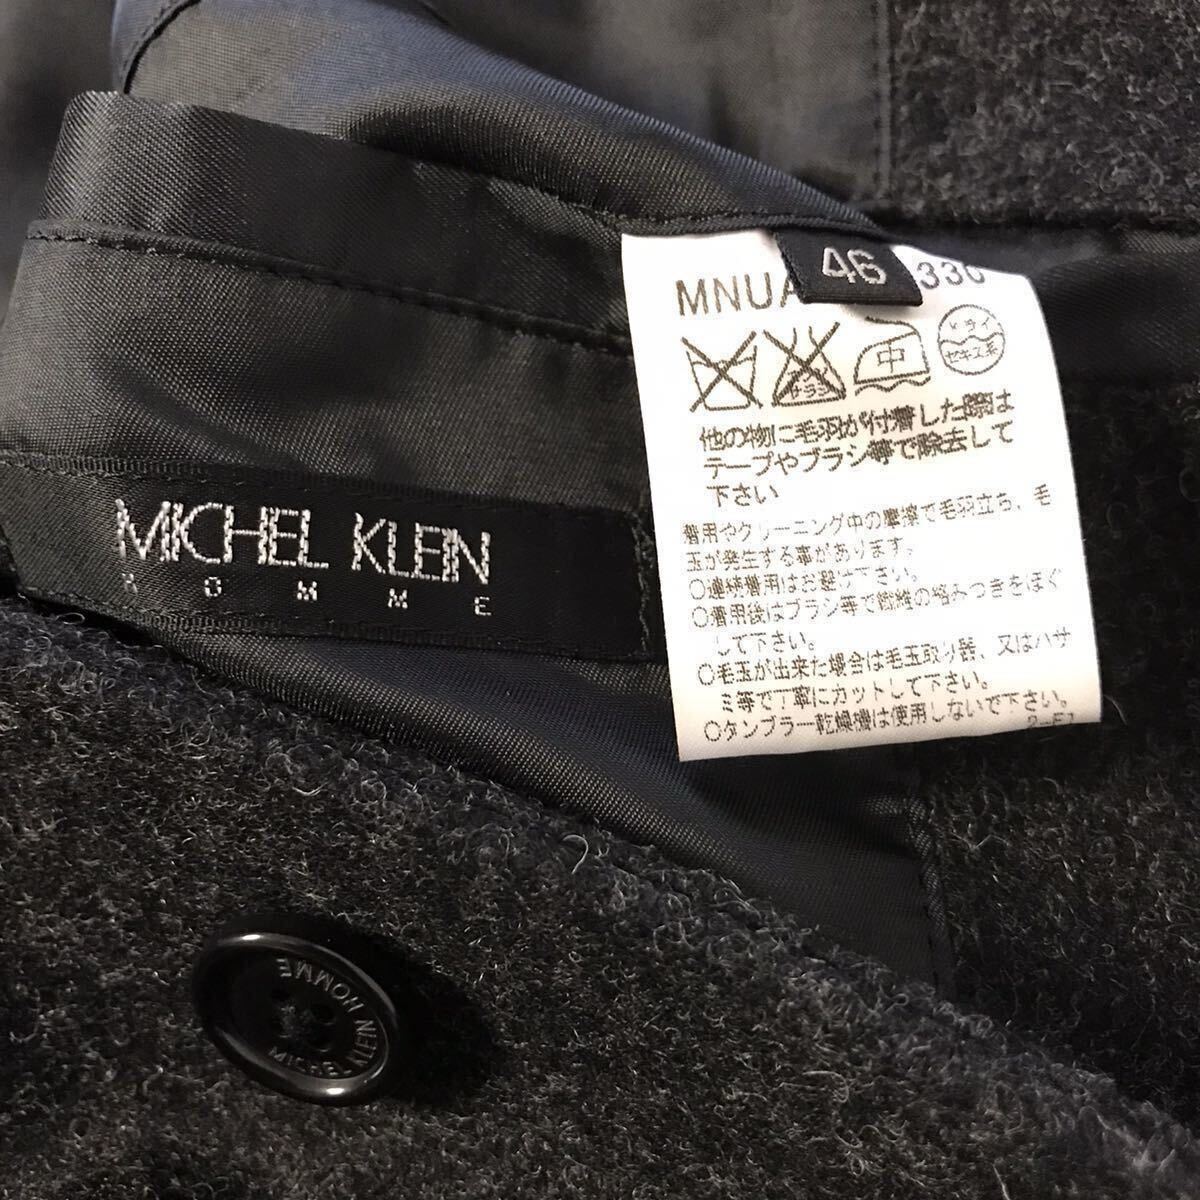 MICHEL KLEIN
HOMME
46
MNUA
330
エンソ
サラシ
中
ドライ
セキユ系
他の物に毛羽が付着した際は
テープやブラシ等で除去して
下さい
着用やクリーニング中の摩擦で毛羽立ち、毛
玉が発生する事があります。
○連続着用はお避け下さい。
○着用後はブラシ等で繊維の絡みつきをほぐ
して下さい。
○毛玉が出来た場合は毛玉取り器、又はハサ
ミ等で丁寧にカットして下さい。
○タンブラー乾燥機は使用しないで下さい。
2-F1
MICHEL KLEIN HOMME